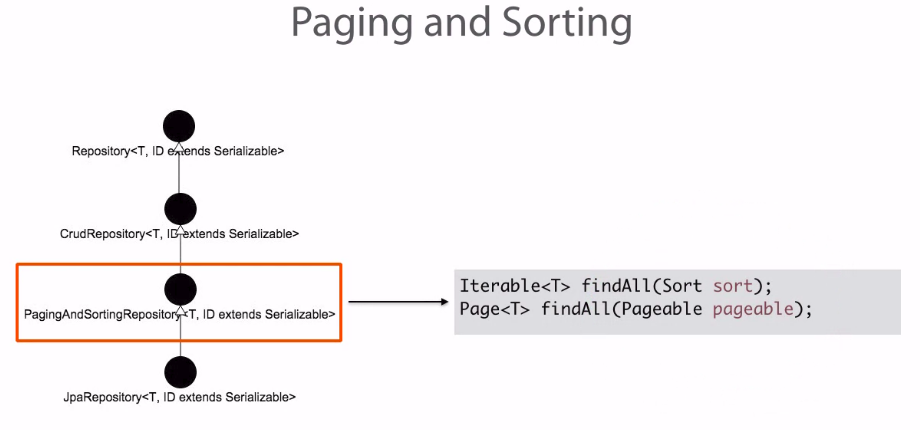 Paging and Sorting
Repository<T, ID extends Serializable>
CrudRepository<T, ID extends Serializable>
PagingAndSortingRepository<T, ID extends Serializable>
Iterable<T> findAll(Sort sort);
Page<T> findAll(Pageable pageable);
JpaRepository<T, ID extends Serializable>